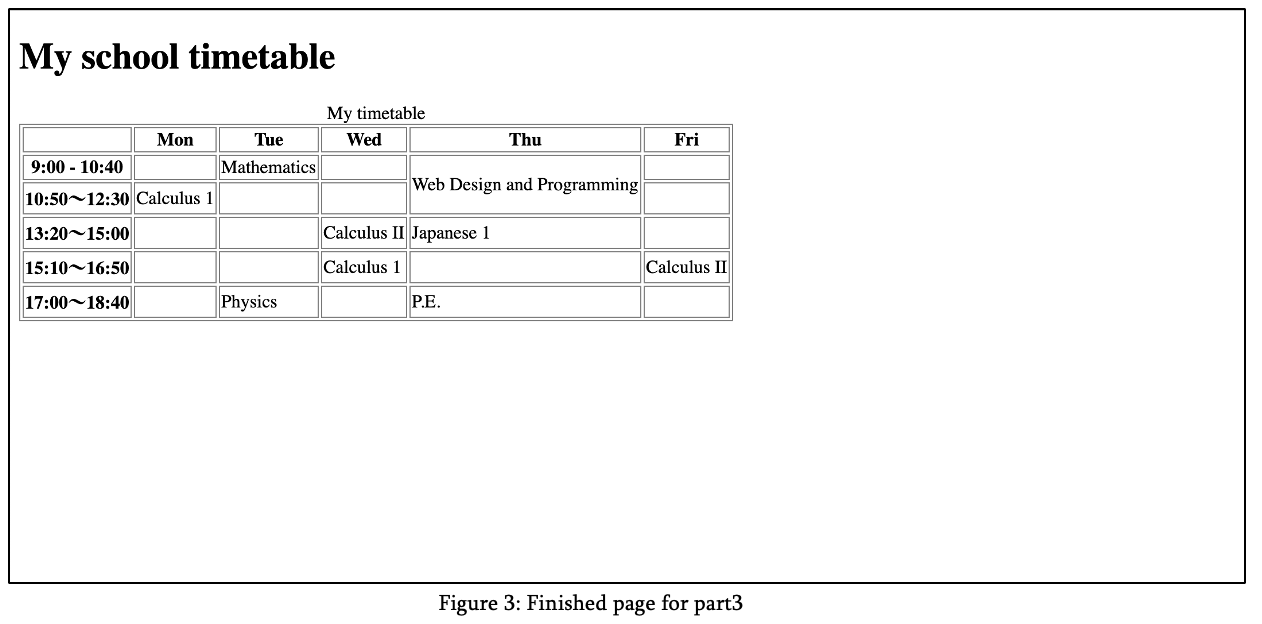 My school timetable
My timetable
Mon Tue Wed Thu Fri
9:00 - 10:40 Mathematics Web Design and Programming
10:50～12:30 Calculus 1
13:20～15:00 Calculus II Japanese 1
15:10～16:50 Calculus 1 Calculus II
17:00～18:40 Physics P.E.
Figure 3: Finished page for part3